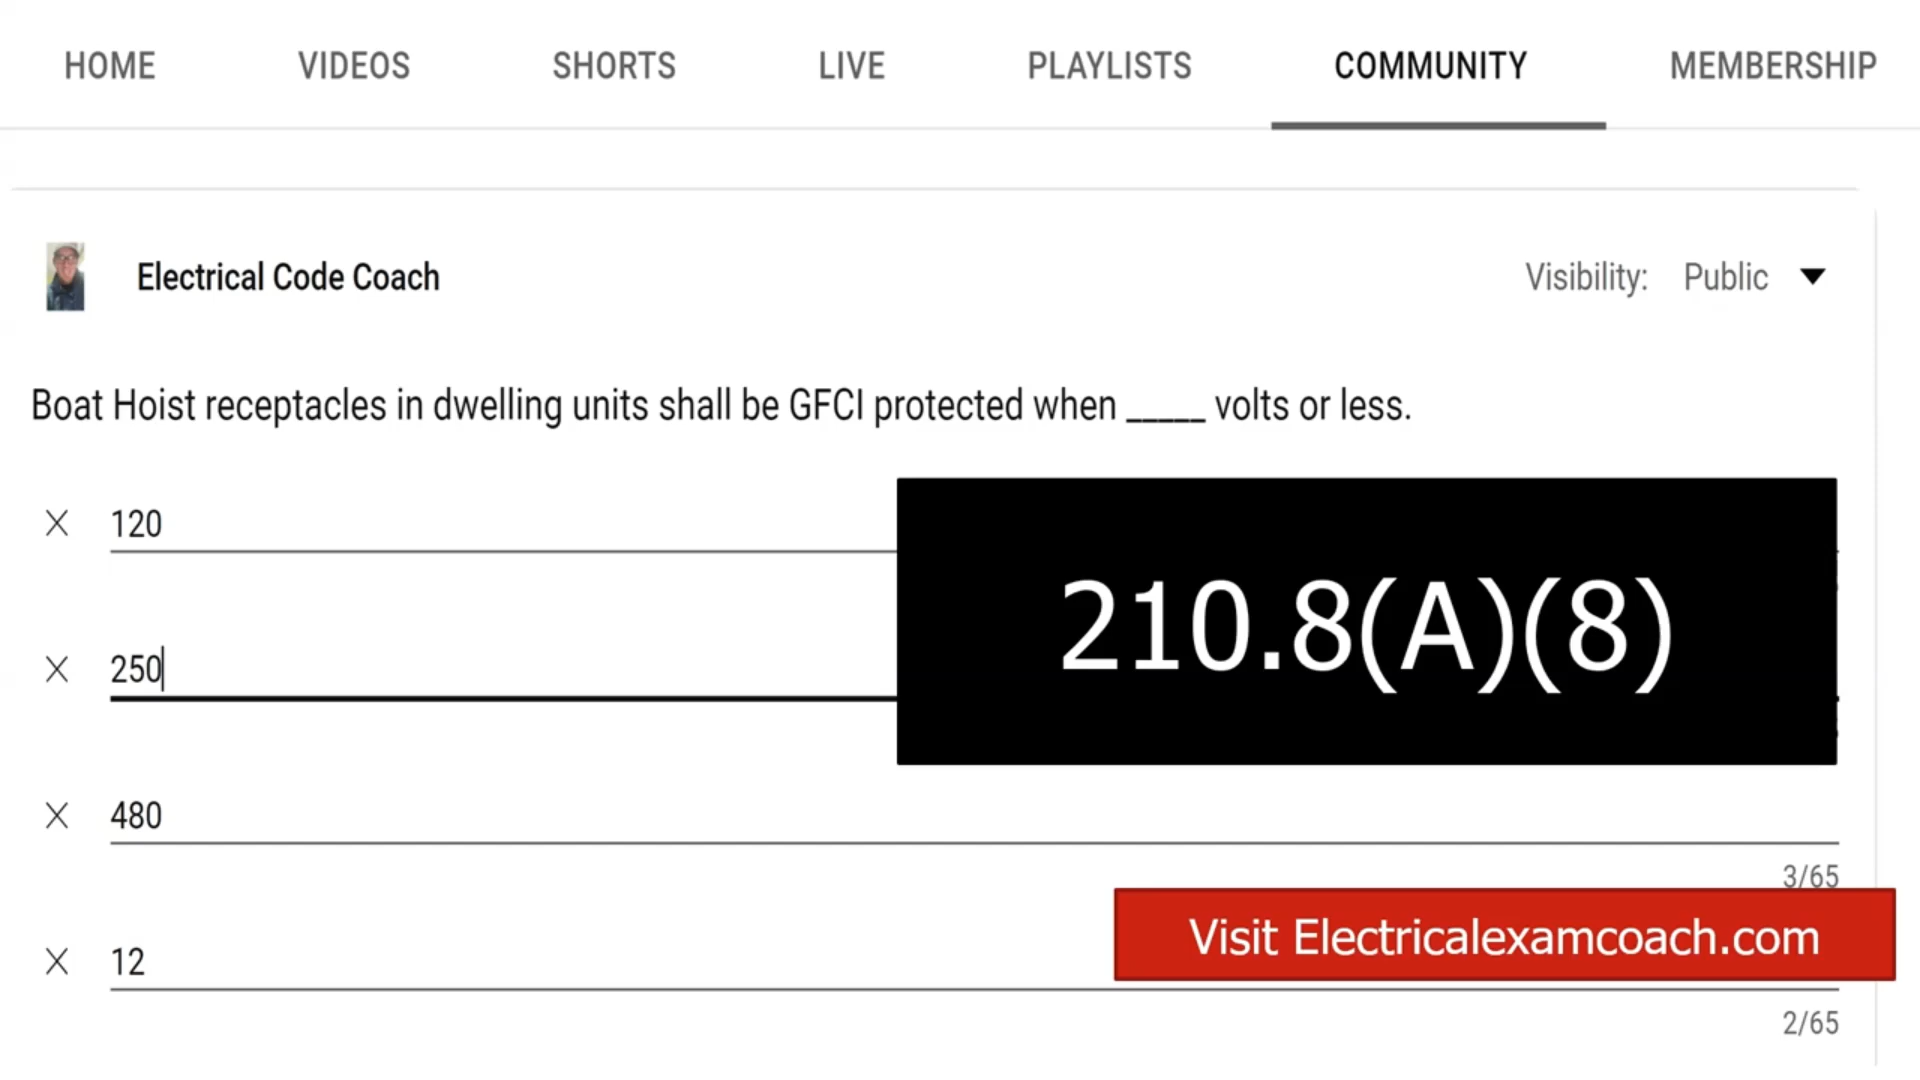 HOME VIDEOS SHORTS LIVE PLAYLISTS COMMUNITY MEMBERSHIP
Electrical Code Coach
Visibility: Public
Boat Hoist receptacles in dwelling units shall be GFCI protected when _____ volts or less.
120
210.8(A)(8)
250
480
3/65
Visit Electricalexamcoach.com
12
2/65